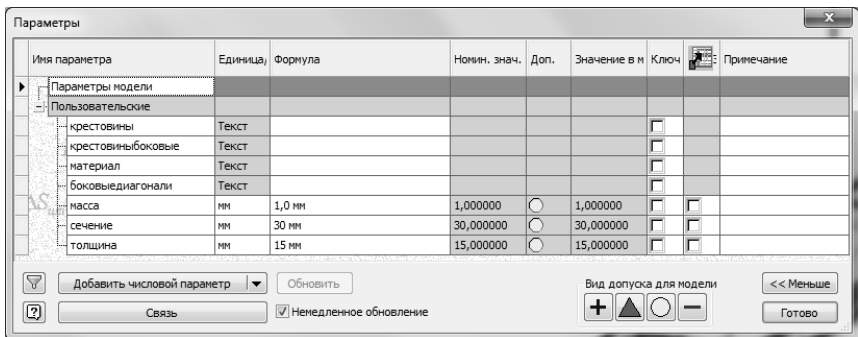 Параметры
Имя параметра Единица, Формула Номин. знач. Доп. Значение в м Ключ Примечание
Параметры модели
Пользовательские
крестовины Текст
крестовиныбоковые Текст
материал Текст
боковыедиагонали Текст
масса мм 1,0 мм 1,000000 1,000000
сечение мм 30 мм 30,000000 30,000000
толщина мм 15 мм 15,000000 15,000000
Добавить числовой параметр Обновить Вид допуска для модели << Меньше
Связь Немедленное обновление Готово